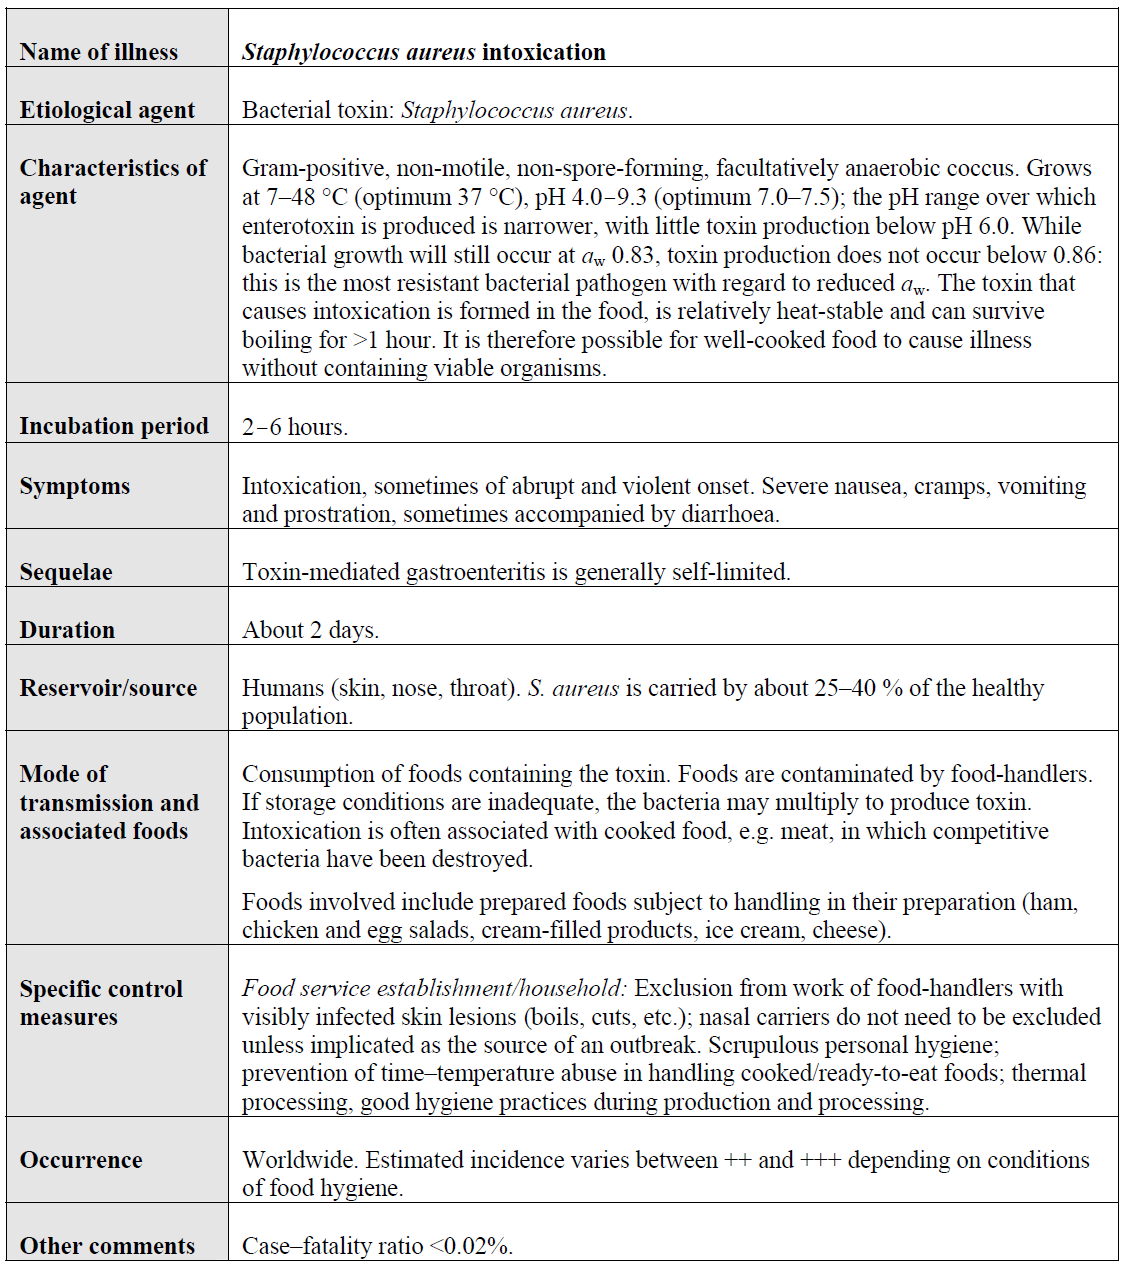 Name of illness
Staphylococcus aureus intoxication
Etiological agent
Bacterial toxin: Staphylococcus aureus.
Characteristics of
agent
Gram-positive, non-motile, non-spore-forming, facultatively anaerobic coccus. Grows
at 7–48 °C (optimum 37 °C), pH 4.0–9.3 (optimum 7.0–7.5); the pH range over which
enterotoxin is produced is narrower, with little toxin production below pH 6.0. While
bacterial growth will still occur at aw 0.83, toxin production does not occur below 0.86:
this is the most resistant bacterial pathogen with regard to reduced aw. The toxin that
causes intoxication is formed in the food, is relatively heat-stable and can survive
boiling for >1 hour. It is therefore possible for well-cooked food to cause illness
without containing viable organisms.
Incubation period
2–6 hours.
Symptoms
Intoxication, sometimes of abrupt and violent onset. Severe nausea, cramps, vomiting
and prostration, sometimes accompanied by diarrhoea.
Sequelae
Toxin-mediated gastroenteritis is generally self-limited.
Duration
About 2 days.
Reservoir/source
Humans (skin, nose, throat). S. aureus is carried by about 25–40 % of the healthy
population.
Mode of
transmission and
associated foods
Consumption of foods containing the toxin. Foods are contaminated by food-handlers.
If storage conditions are inadequate, the bacteria may multiply to produce toxin.
Intoxication is often associated with cooked food, e.g. meat, in which competitive
bacteria have been destroyed.
Foods involved include prepared foods subject to handling in their preparation (ham,
chicken and egg salads, cream-filled products, ice cream, cheese).
Specific control
measures
Food service establishment/household: Exclusion from work of food-handlers with
visibly infected skin lesions (boils, cuts, etc.); nasal carriers do not need to be excluded
unless implicated as the source of an outbreak. Scrupulous personal hygiene;
prevention of time–temperature abuse in handling cooked/ready-to-eat foods; thermal
processing, good hygiene practices during production and processing.
Occurrence
Worldwide. Estimated incidence varies between ++ and +++ depending on conditions
of food hygiene.
Other comments
Case–fatality ratio <0.02%.